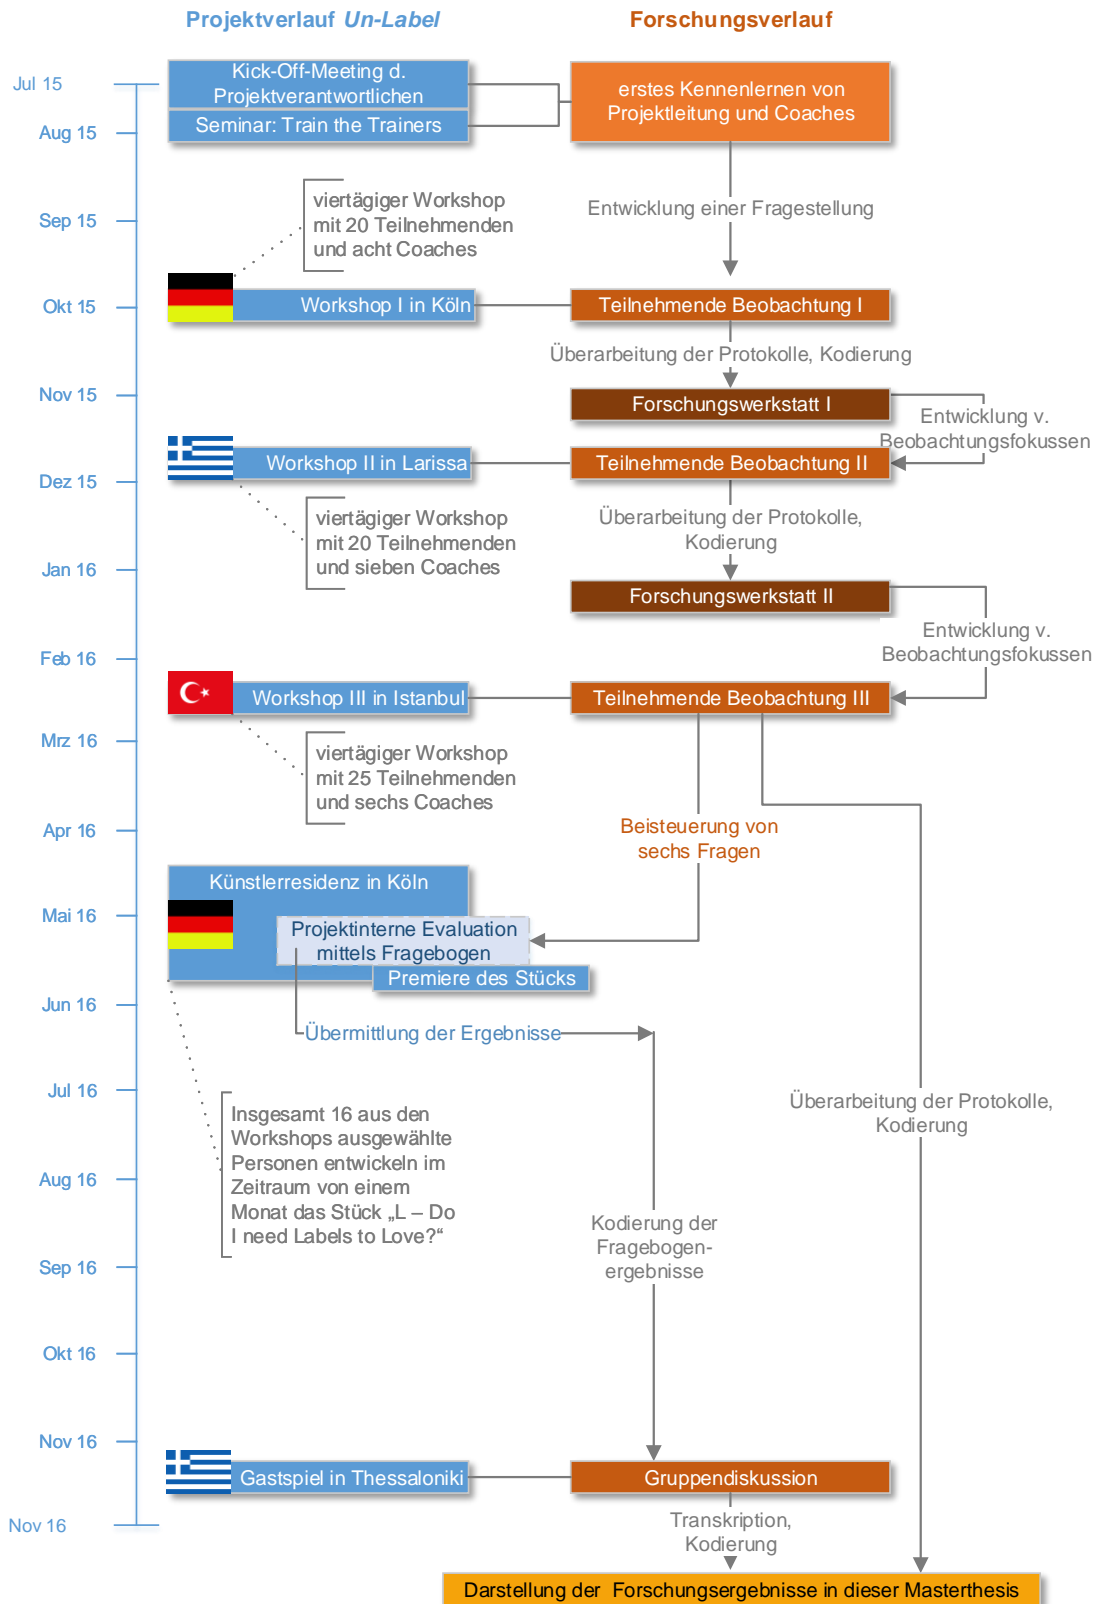 Projektverlauf Un-Label
Forschungsverlauf
Jul 15
Kick-Off-Meeting d.
Projektverantwortlichen
erstes Kennenlernen von
Projektleitung und Coaches
Aug 15
Seminar: Train the Trainers
viertägiger Workshop
mit 20 Teilnehmenden
und acht Coaches
Sep 15
Entwicklung einer Fragestellung
Okt 15
Workshop I in Köln
Teilnehmende Beobachtung I
Überarbeitung der Protokolle, Kodierung
Nov 15
Forschungswerkstatt I
Entwicklung v.
Beobachtungsfokussen
Workshop II in Larissa
Teilnehmende Beobachtung II
Dez 15
viertägiger Workshop
mit 20 Teilnehmenden
und sieben Coaches
Überarbeitung der Protokolle,
Kodierung
Jan 16
Forschungswerkstatt II
Entwicklung v.
Beobachtungsfokussen
Feb 16
Workshop III in Istanbul
Teilnehmende Beobachtung III
Mrz 16
viertägiger Workshop
mit 25 Teilnehmenden
und sechs Coaches
Apr 16
Beisteuerung von
sechs Fragen
Künstlerresidenz in Köln
Mai 16
Projektinterne Evaluation
mittels Fragebogen
Premiere des Stücks
Jun 16
Übermittlung der Ergebnisse
Jul 16
Überarbeitung der Protokolle,
Kodierung
Insgesamt 16 aus den
Workshops ausgewählte
Personen entwickeln im
Zeitraum von einem
Monat das Stück „L – Do
I need Labels to Love?“
Aug 16
Kodierung der
Fragebogen-
ergebnisse
Sep 16
Okt 16
Nov 16
Gastspiel in Thessaloniki
Gruppendiskussion
Nov 16
Transkription,
Kodierung
Darstellung der Forschungsergebnisse in dieser Masterthesis